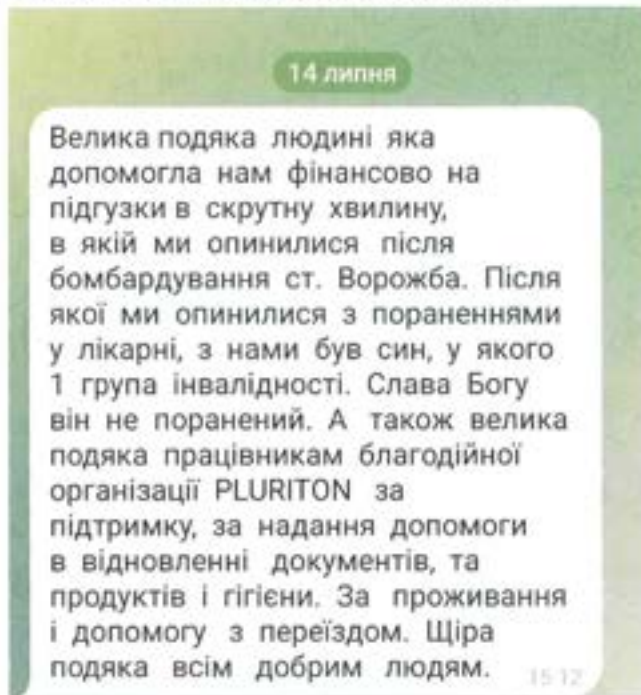 14 липня
Велика подяка людині яка
допомогла нам фінансово на
підгузки в скрутну хвилину,
в якій ми опинилися після
бомбардування ст. Ворожба. Після
якої ми опинилися з пораненнями
у лікарні, з нами був син, у якого
1 група інвалідності. Слава Богу
він не поранений. А також велика
подяка працівникам благодійної
організації PLURITON за
підтримку, за надання допомоги
в відновленні документів, та
продуктів і гігієни. За проживання
і допомогу з переїздом. Щіра
подяка всім добрим людям.
15:12